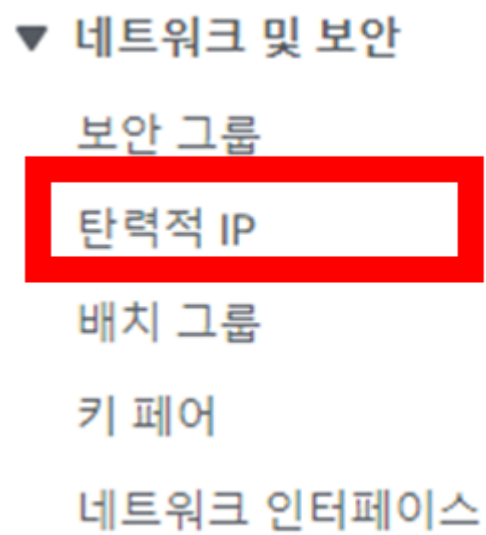 네트워크 및 보안
보안 그룹
탄력적 IP
배치 그룹
키 페어
네트워크 인터페이스